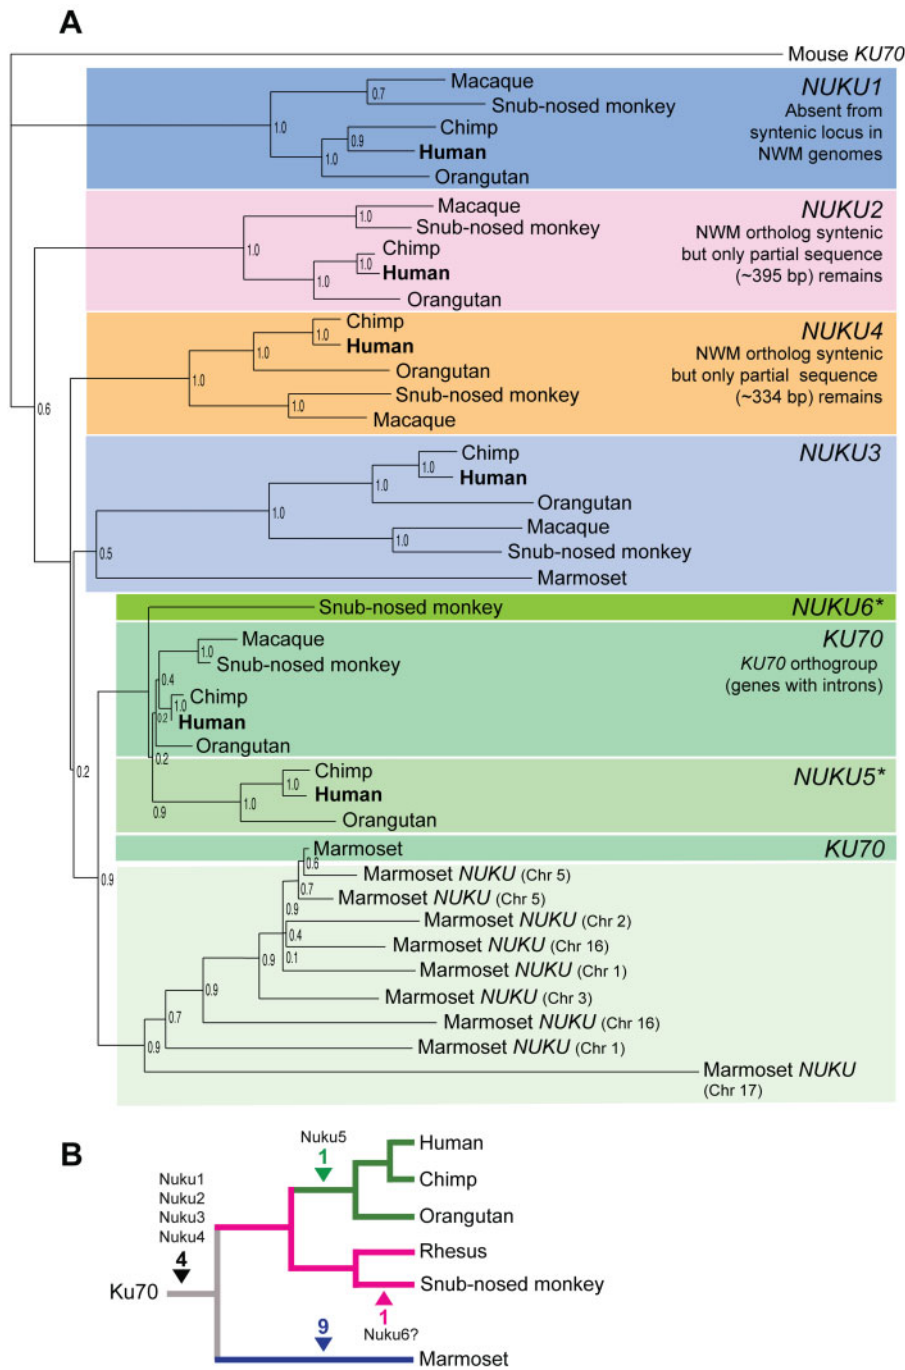 A
Mouse KU70
NUKU1
Absent from
syntenic locus in
NWM genomes
Macaque
0.7
Snub-nosed monkey
1.0
Chimp
0.9
Human
1.0
Orangutan
NUKU2
NWM ortholog syntenic
but only partial sequence
(~395 bp) remains
Macaque
1.0
Snub-nosed monkey
1.0
Chimp
1.0
Human
1.0
Orangutan
NUKU4
NWM ortholog syntenic
but only partial sequence
(~334 bp) remains
Chimp
1.0
Human
1.0
Orangutan
1.0
Snub-nosed monkey
1.0
Macaque
0.6
NUKU3
Chimp
1.0
Human
1.0
Orangutan
1.0
Macaque
1.0
Snub-nosed monkey
0.5
Marmoset
Snub-nosed monkey
NUKU6*
KU70
KU70 orthogroup
(genes with introns)
Macaque
1.0
Snub-nosed monkey
0.4
Chimp
1.0
0.2
Human
Orangutan
0.2
0.2
NUKU5*
Chimp
1.0
Human
1.0
0.9
Orangutan
KU70
Marmoset
0.6
Marmoset NUKU (Chr 5)
0.9
0.7
Marmoset NUKU (Chr 5)
0.9
Marmoset NUKU (Chr 2)
0.4
Marmoset NUKU (Chr 16)
0.1
0.9
Marmoset NUKU (Chr 1)
0.9
Marmoset NUKU (Chr 3)
Marmoset NUKU (Chr 16)
0.7
Marmoset NUKU (Chr 1)
0.9
Marmoset NUKU
(Chr 17)
B
Nuku5
1
Human
Chimp
Orangutan
Nuku1
Nuku2
Nuku3
Nuku4
4
Ku70
Rhesus
Snub-nosed monkey
1
Nuku6?
9
Marmoset